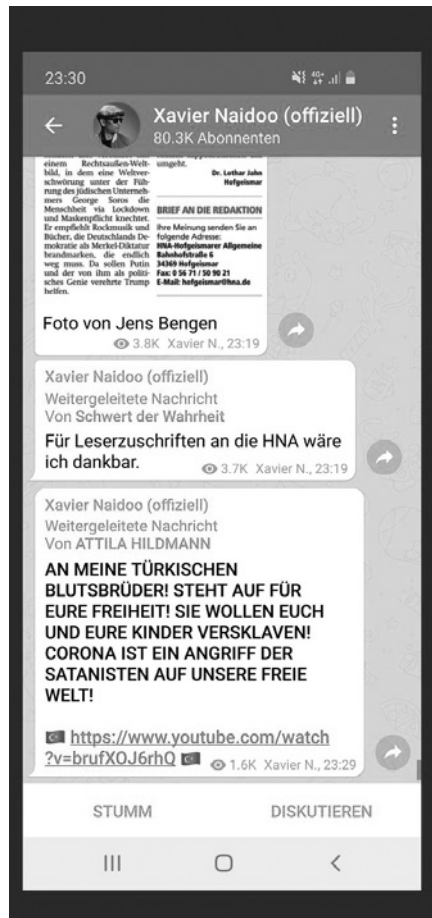 23:30
Xavier Naidoo (offiziell)
80.3K Abonnenten
einem Rechtsaußen-Welt-
bild, in dem eine Weltver-
schwörung unter der Füh-
rung des jüdischen Unterneh-
mers George Soros die
Menschheit via Lockdown
und Maskenpflicht knechtet.
Er empfiehlt Rockmusik und
Bücher, die Deutschlands De-
mokratie als Merkel-Diktatur
brandmarken, die endlich
weg muss. Da sollen Putin
und der von ihm als politi-
sches Genie verehrte Trump
helfen.
umgeht.
Dr. Lothar Jahn
Hofgeismar
BRIEF AN DIE REDAKTION
Ihre Meinung senden Sie an
folgende Adresse:
HNA-Hofgeismarer Allgemeine
Bahnhofstraße 6
34369 Hofgeismar
Fax: 0 56 71 / 50 90 21
E-Mail: hofgeismar@hna.de
Foto von Jens Bengen
3.8K Xavier N., 23:19
Xavier Naidoo (offiziell)
Weitergeleitete Nachricht
Von Schwert der Wahrheit
Für Leserzuschriften an die HNA wäre
ich dankbar.
3.7K Xavier N., 23:19
Xavier Naidoo (offiziell)
Weitergeleitete Nachricht
Von ATTILA HILDMANN
AN MEINE TÜRKISCHEN
BLUTSBRÜDER! STEHT AUF FÜR
EURE FREIHEIT! SIE WOLLEN EUCH
UND EURE KINDER VERSKLAVEN!
CORONA IST EIN ANGRIFF DER
SATANISTEN AUF UNSERE FREIE
WELT!
https://www.youtube.com/watch
?v=brufXOJ6rhQ
1.6K Xavier N., 23:29
STUMM
DISKUTIEREN